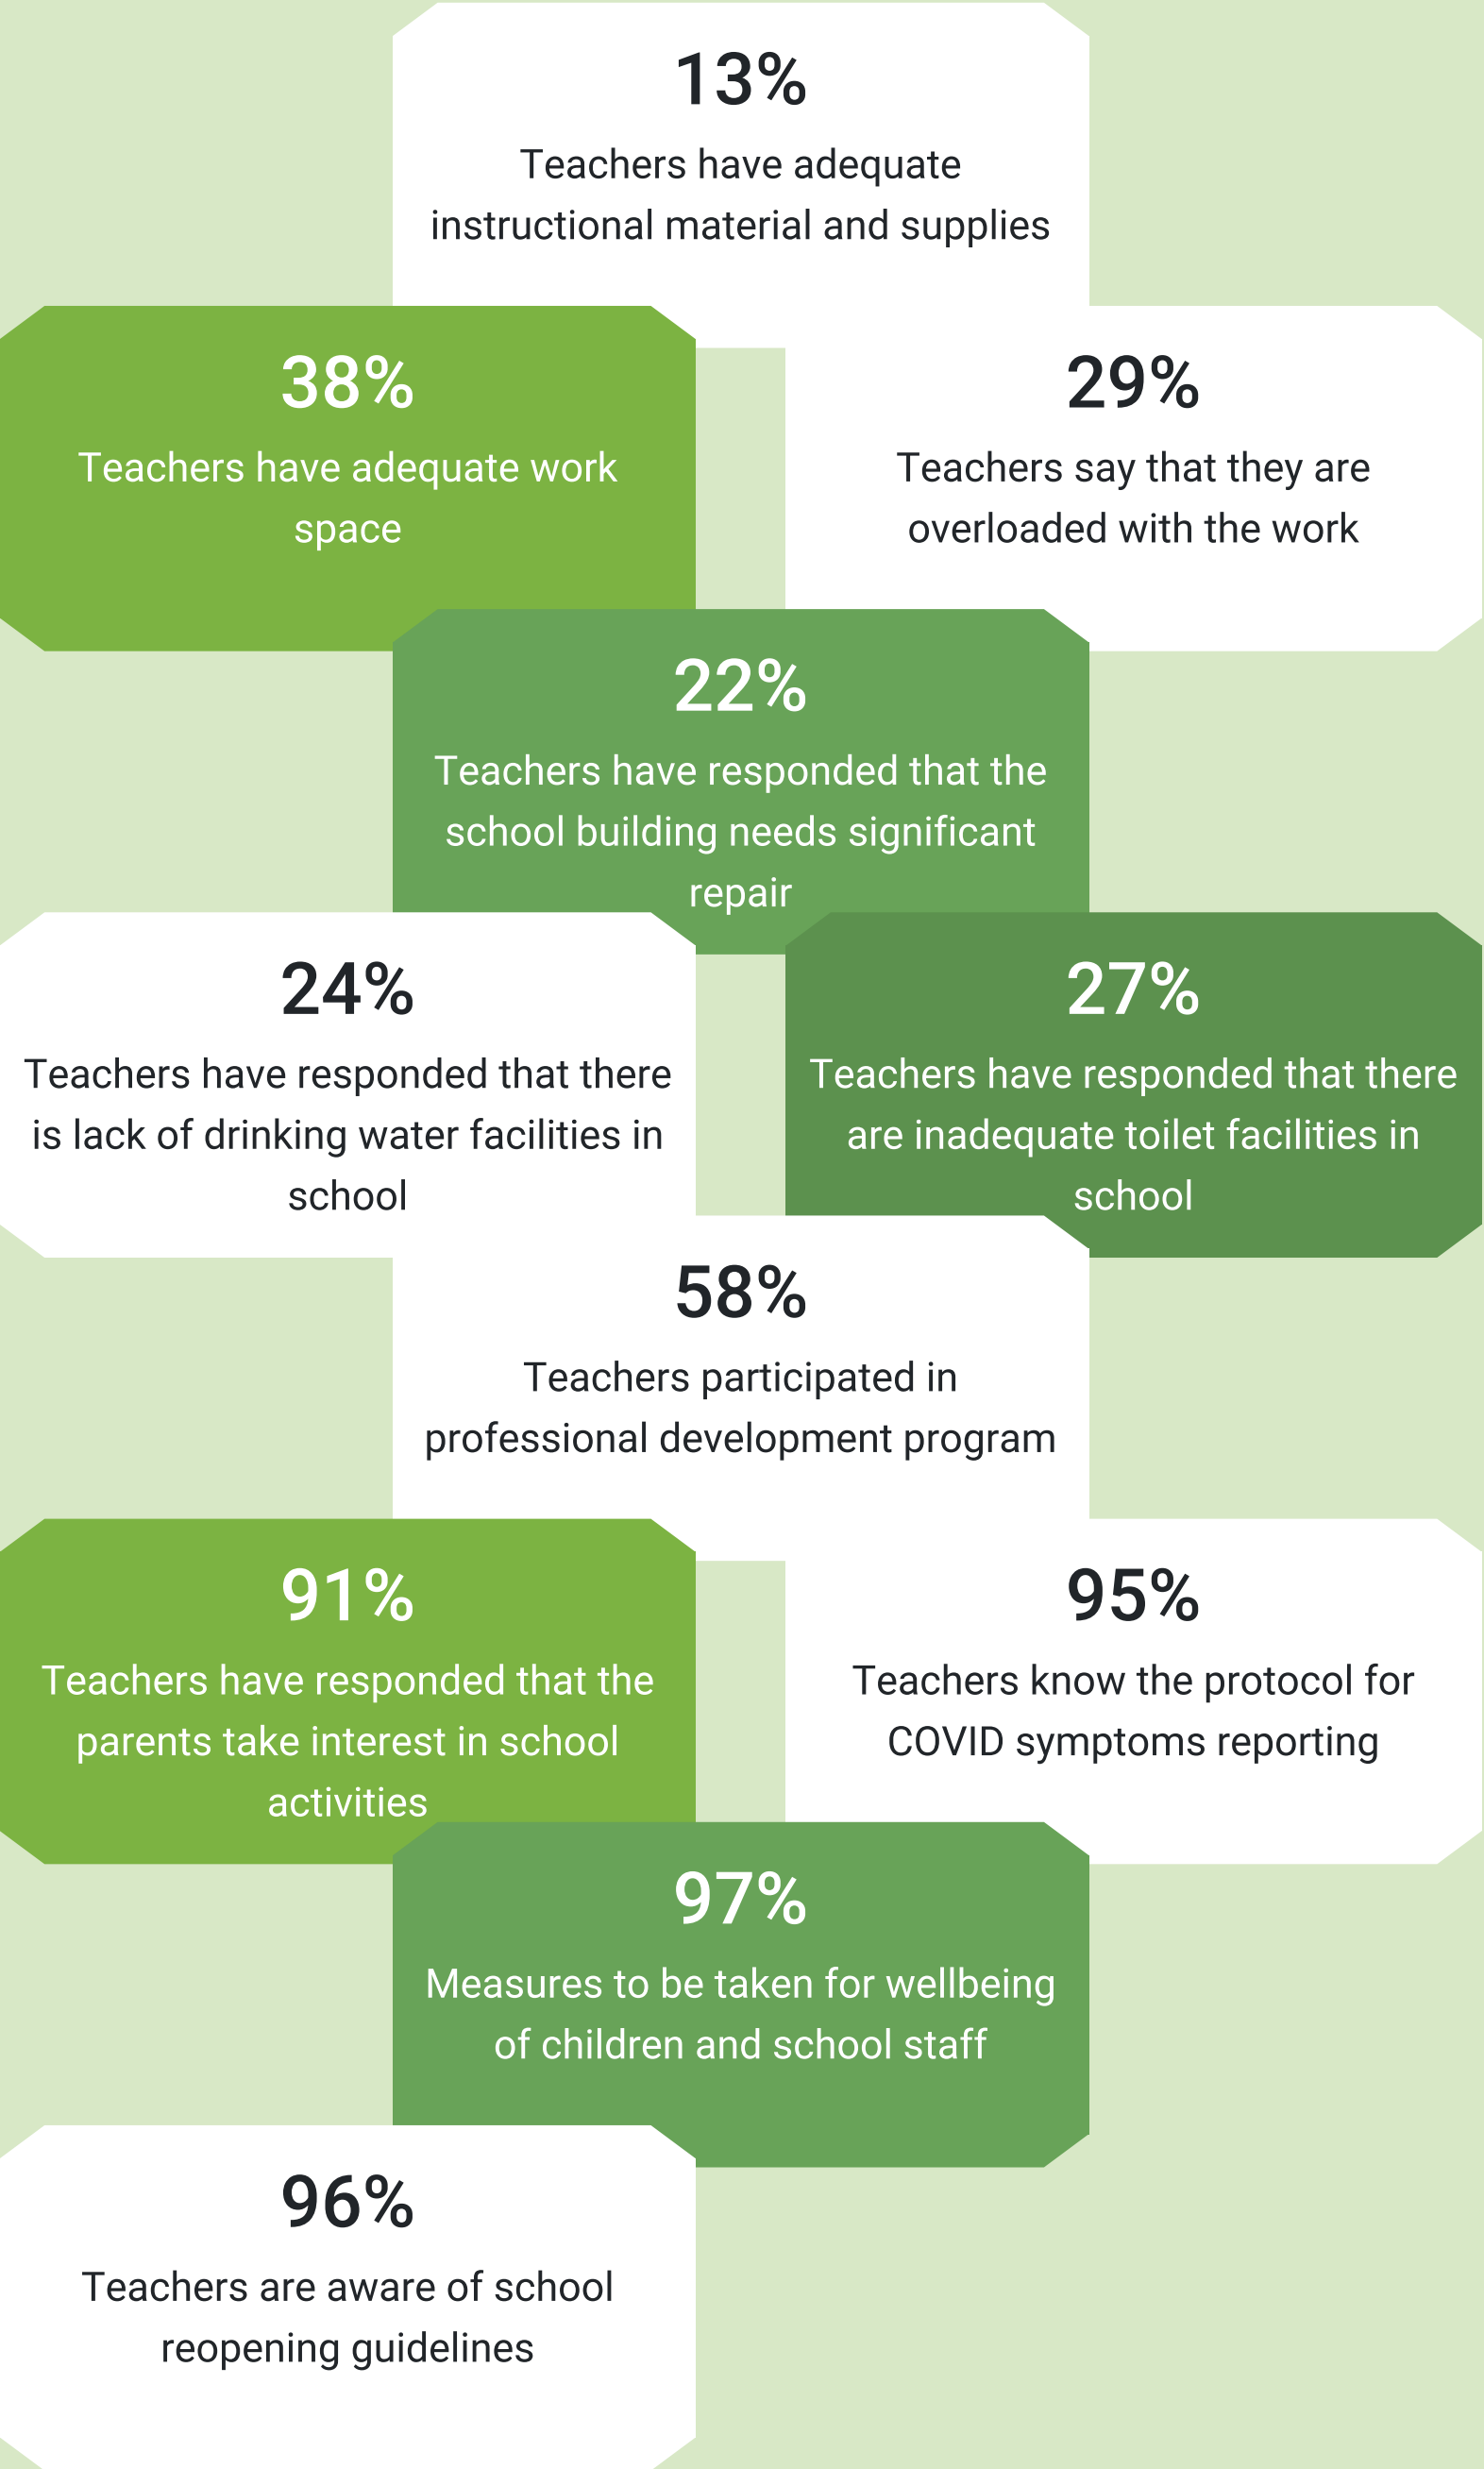 13%
Teachers have adequate
instructional material and supplies
38%
Teachers have adequate work
space
29%
Teachers say that they are
overloaded with the work
22%
Teachers have responded that the
school building needs significant
repair
24%
Teachers have responded that there
is lack of drinking water facilities in
school
27%
Teachers have responded that there
are inadequate toilet facilities in
school
58%
Teachers participated in
professional development program
91%
Teachers have responded that the
parents take interest in school
activities
95%
Teachers know the protocol for
COVID symptoms reporting
97%
Measures to be taken for wellbeing
of children and school staff
96%
Teachers are aware of school
reopening guidelines